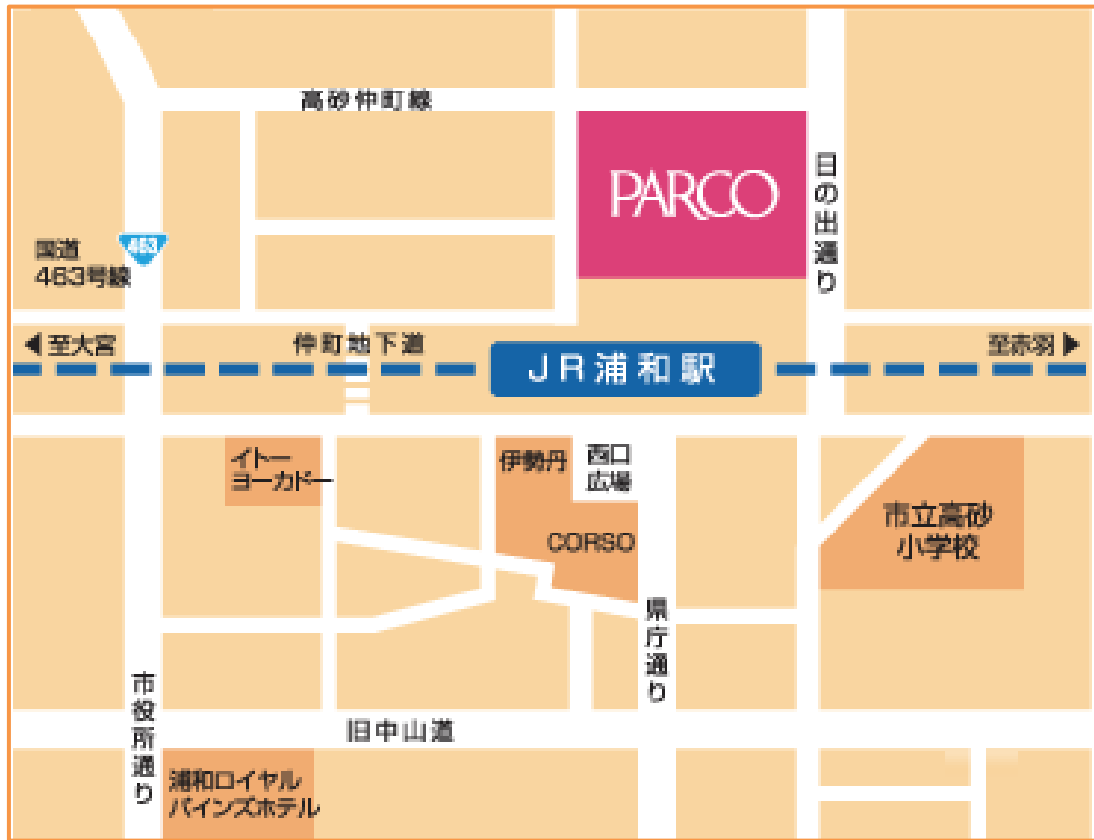 高砂仲町線
PARCO
日の出通り
463
国道
463号線
◀至大宮
仲町地下道
JR浦和駅
至赤羽▶
イトー
ヨーカドー
伊勢丹
西口
広場
CORSO
市立高砂
小学校
県庁通り
市役所通り
旧中山道
浦和ロイヤル
パインズホテル